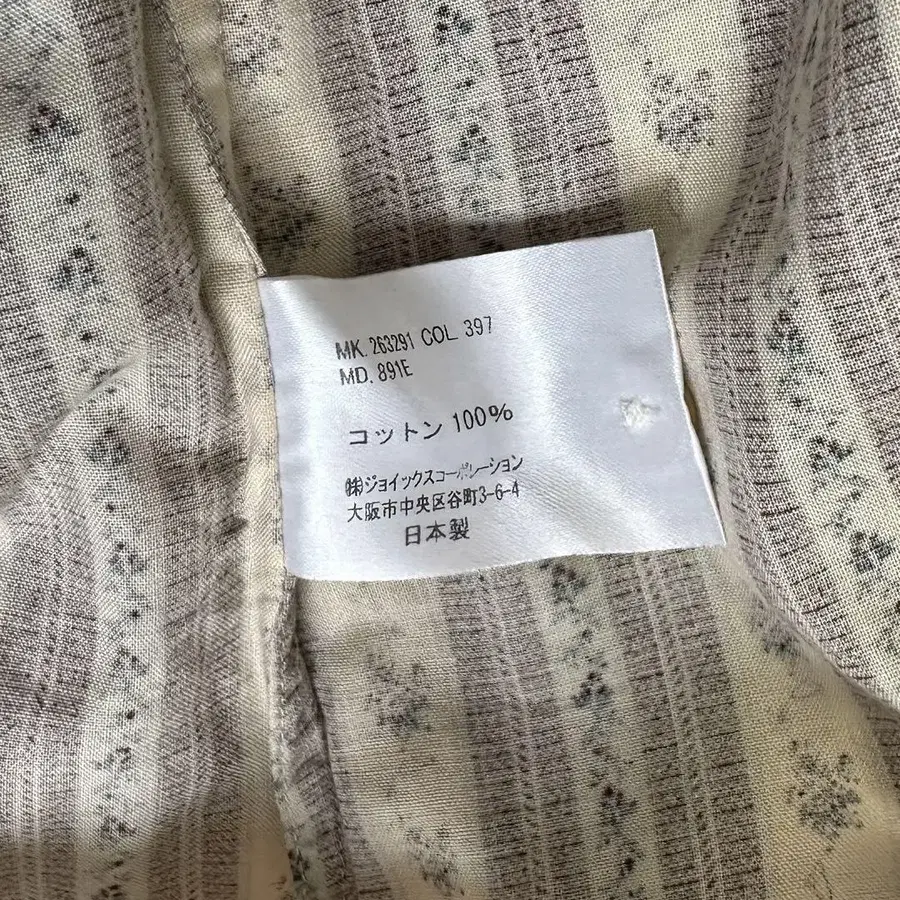 MK. 263291 COL 397
MD. 891E
コットン 100%
㈱ジョイックスコーポレーション
大阪市中央区谷町3-6-4
日本製